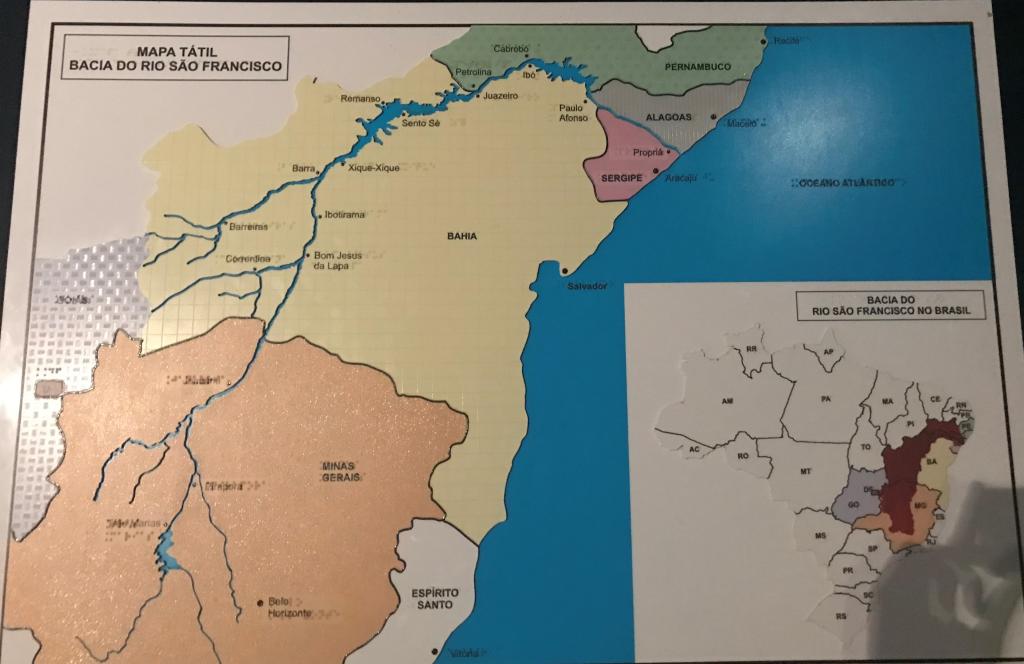 MAPA TÁTIL
BACIA DO RIO SÃO FRANCISCO
Recife
Cabrobó
PERNAMBUCO
Petrolina
Ibó
Remanso
Juazeiro
Paulo
Afonso
ALAGOAS
Maceió
Sento Sé
Propriá
Barra
Xique-Xique
SERGIPE
Aracaju
OCEANO ATLÂNTICO
Ibotirama
Barreiras
BAHIA
Correntina
Bom Jesus
da Lapa
Salvador
GOIÁS
MINAS
GERAIS
Pirapora
Marias
Belo
Horizonte
ESPÍRITO
SANTO
Vitória
BACIA DO
RIO SÃO FRANCISCO NO BRASIL
RR
AP
AM
PA
MA
CE
RN
PB
PI
PE
AC
RO
TO
BA
MT
DF
GO
MG
ES
MS
SP
RJ
PR
SC
RS